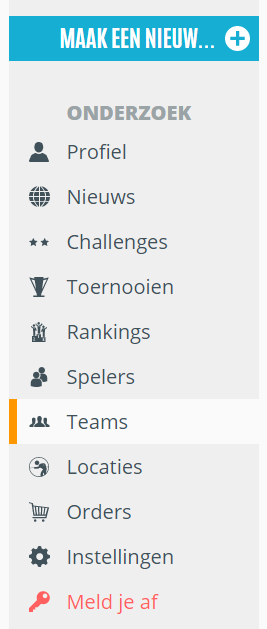 MAAK EEN NIEUW...
ONDERZOEK
Profiel
Nieuws
Challenges
Toernooien
Rankings
Spelers
Teams
Locaties
Orders
Instellingen
Meld je af